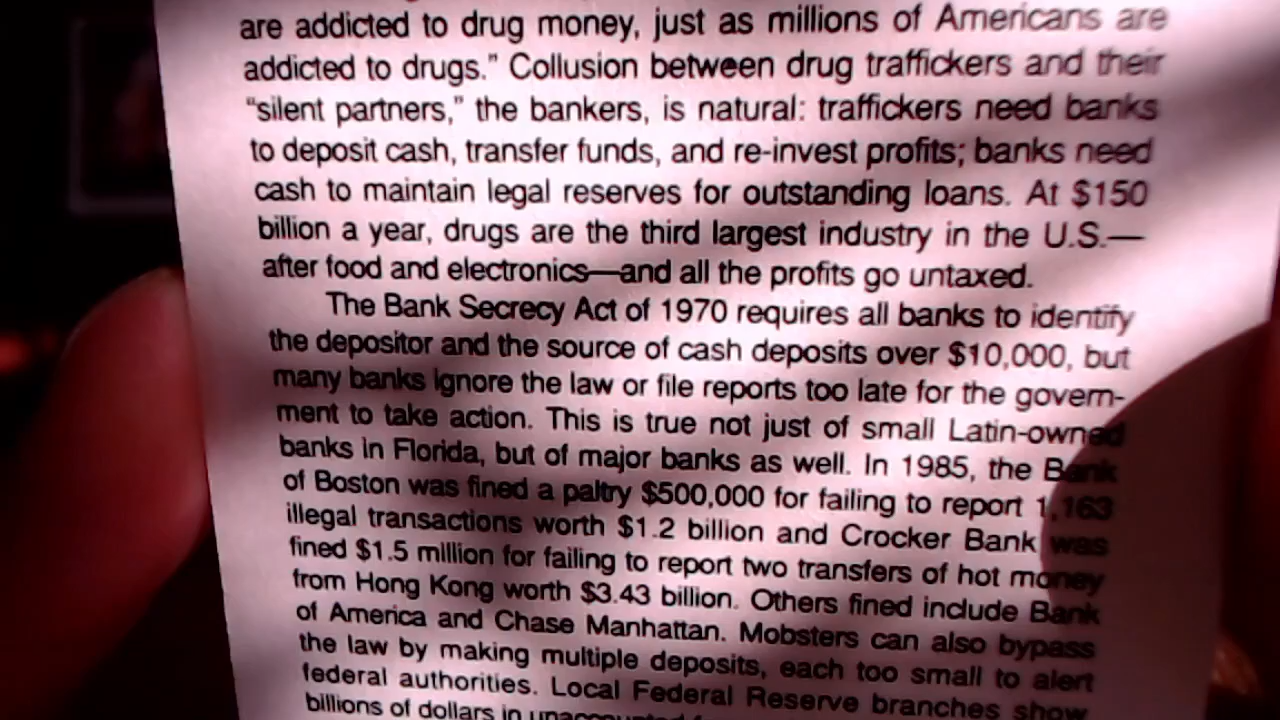 are addicted to drug money, just as millions of Americans are
addicted to drugs.” Collusion between drug traffickers and their
“silent partners,” the bankers, is natural: traffickers need banks
to deposit cash, transfer funds, and re-invest profits; banks need
cash to maintain legal reserves for outstanding loans. At $150
billion a year, drugs are the third largest industry in the U.S.—
after food and electronics—and all the profits go untaxed.
The Bank Secrecy Act of 1970 requires all banks to identify
the depositor and the source of cash deposits over $10,000, but
many banks ignore the law or file reports too late for the govern-
ment to take action. This is true not just of small Latin-owned
banks in Florida, but of major banks as well. In 1985, the Bank
of Boston was fined a paltry $500,000 for failing to report 1,163
illegal transactions worth $1.2 billion and Crocker Bank was
fined $1.5 million for failing to report two transfers of hot money
from Hong Kong worth $3.43 billion. Others fined include Bank
of America and Chase Manhattan. Mobsters can also bypass
the law by making multiple deposits, each too small to alert
federal authorities. Local Federal Reserve branches show
billions of dollars in